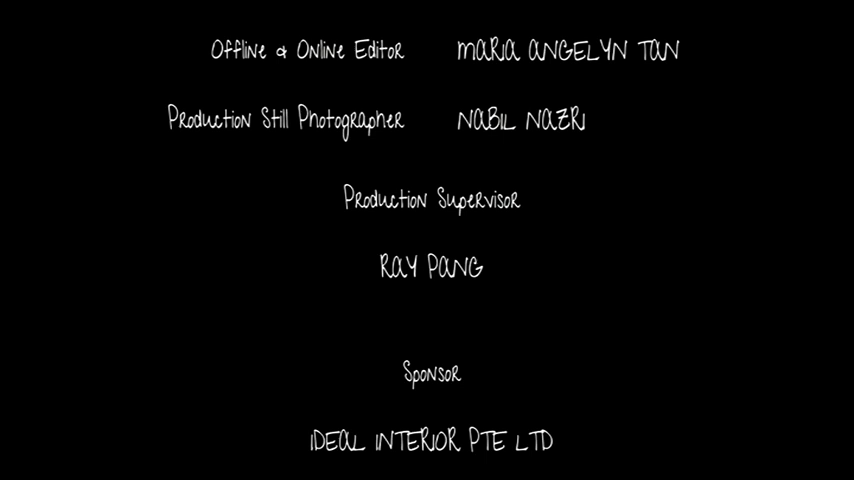 Offline & Online Editor MARIA ANGELYN TAN
Production Still Photographer NABIL NAZRI
Production Supervisor
RAY PANG
Sponsor
IDEAL INTERIOR PTE LTD